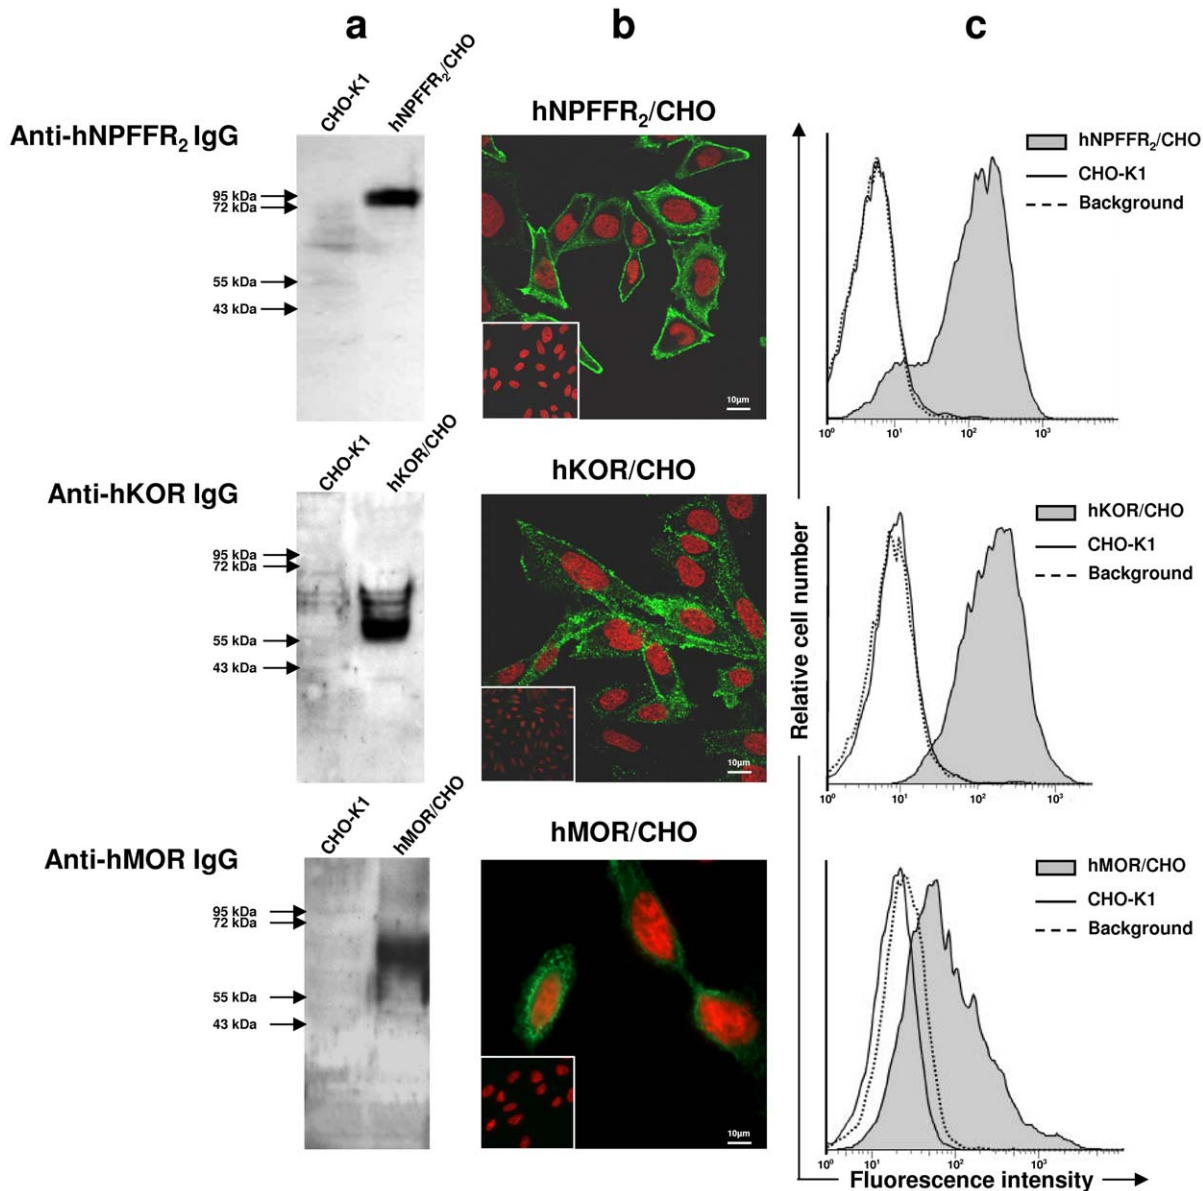 a
b
c
CHO-K1
hNPFFR₂/CHO
Anti-hNPFFR₂ IgG
95 kDa
72 kDa
55 kDa
43 kDa
hNPFFR₂/CHO
10µm
hNPFFR₂/CHO
CHO-K1
Background
10⁰
10¹
10²
10³
CHO-K1
hKOR/CHO
Anti-hKOR IgG
95 kDa
72 kDa
55 kDa
43 kDa
hKOR/CHO
10µm
hKOR/CHO
CHO-K1
Background
10⁰
10¹
10²
10³
CHO-K1
hMOR/CHO
Anti-hMOR IgG
95 kDa
72 kDa
55 kDa
43 kDa
hMOR/CHO
10µm
hMOR/CHO
CHO-K1
Background
10⁰
10¹
10²
10³
Relative cell number
Fluorescence intensity